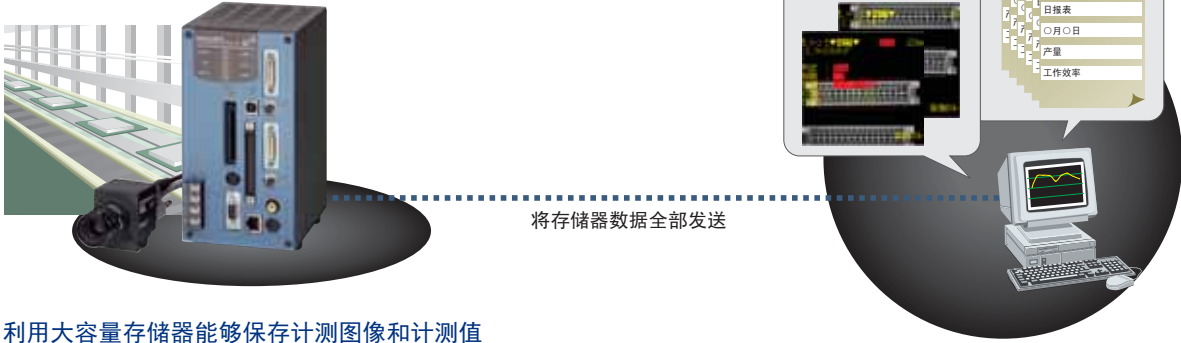 日报表
○月○日
产量
工作效率
将存储器数据全部发送
利用大容量存储器能够保存计测图像和计测值